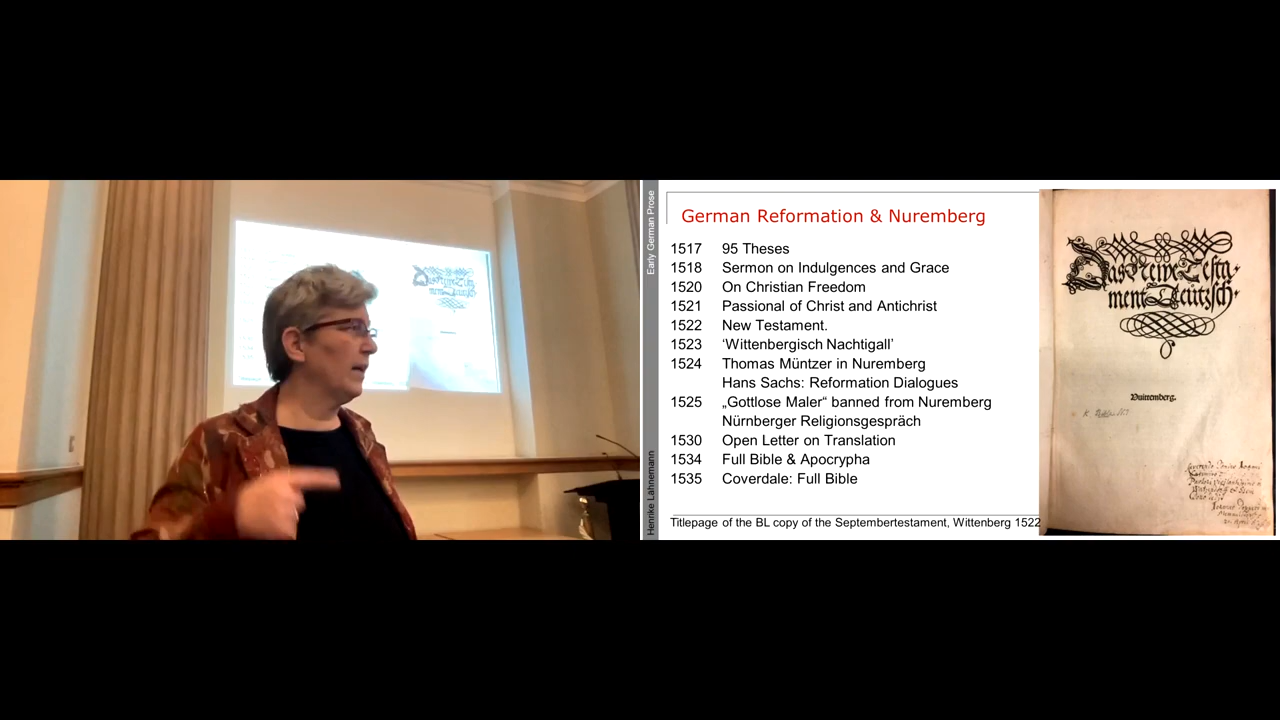 Early German Prose
Henrike Lähnemann
German Reformation & Nuremberg
1517 95 Theses
1518 Sermon on Indulgences and Grace
1520 On Christian Freedom
1521 Passional of Christ and Antichrist
1522 New Testament.
1523 ‘Wittenbergisch Nachtigall’
1524 Thomas Müntzer in Nuremberg
Hans Sachs: Reformation Dialogues
1525 „Gottlose Maler“ banned from Nuremberg
Nürnberger Religionsgespräch
1530 Open Letter on Translation
1534 Full Bible & Apocrypha
1535 Coverdale: Full Bible
Titlepage of the BL copy of the Septembertestament, Wittenberg 1522
Das Newe Testa-
ment Deutzsch.
Vuittemberg.